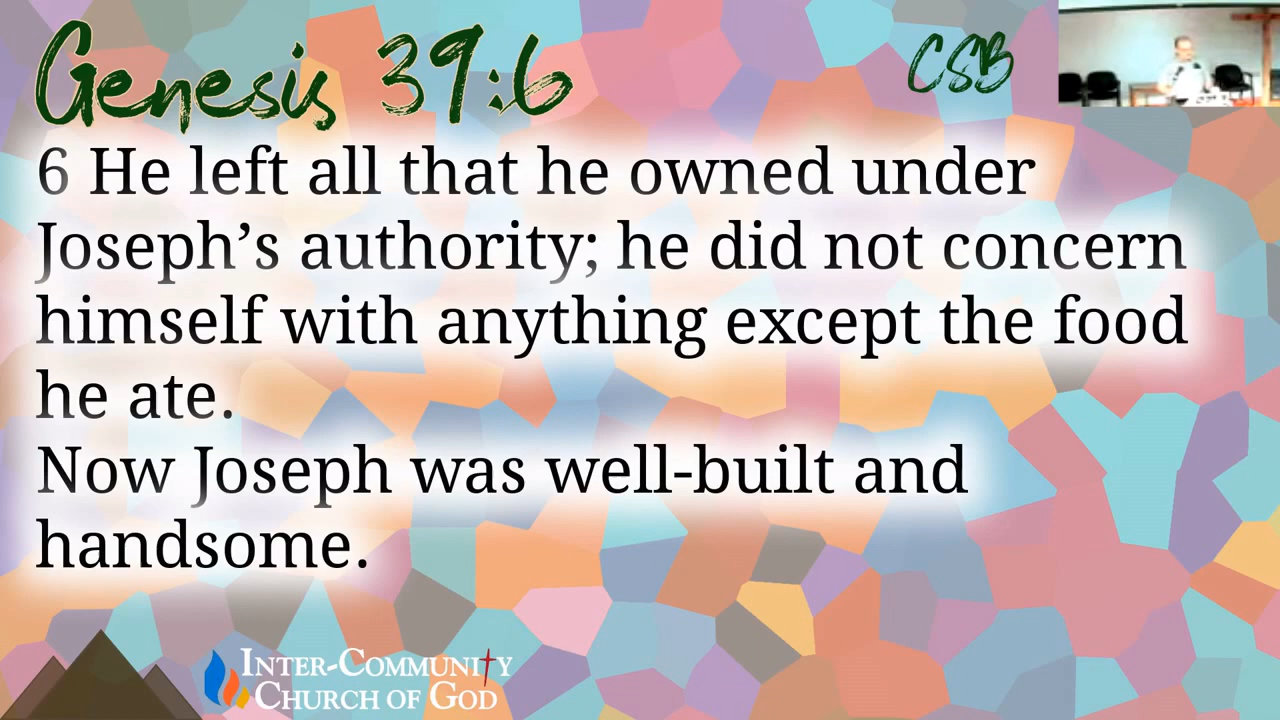 Genesis 39:6
CSB
6 He left all that he owned under
Joseph’s authority; he did not concern
himself with anything except the food
he ate.
Now Joseph was well-built and
handsome.
Inter-Community
Church of God